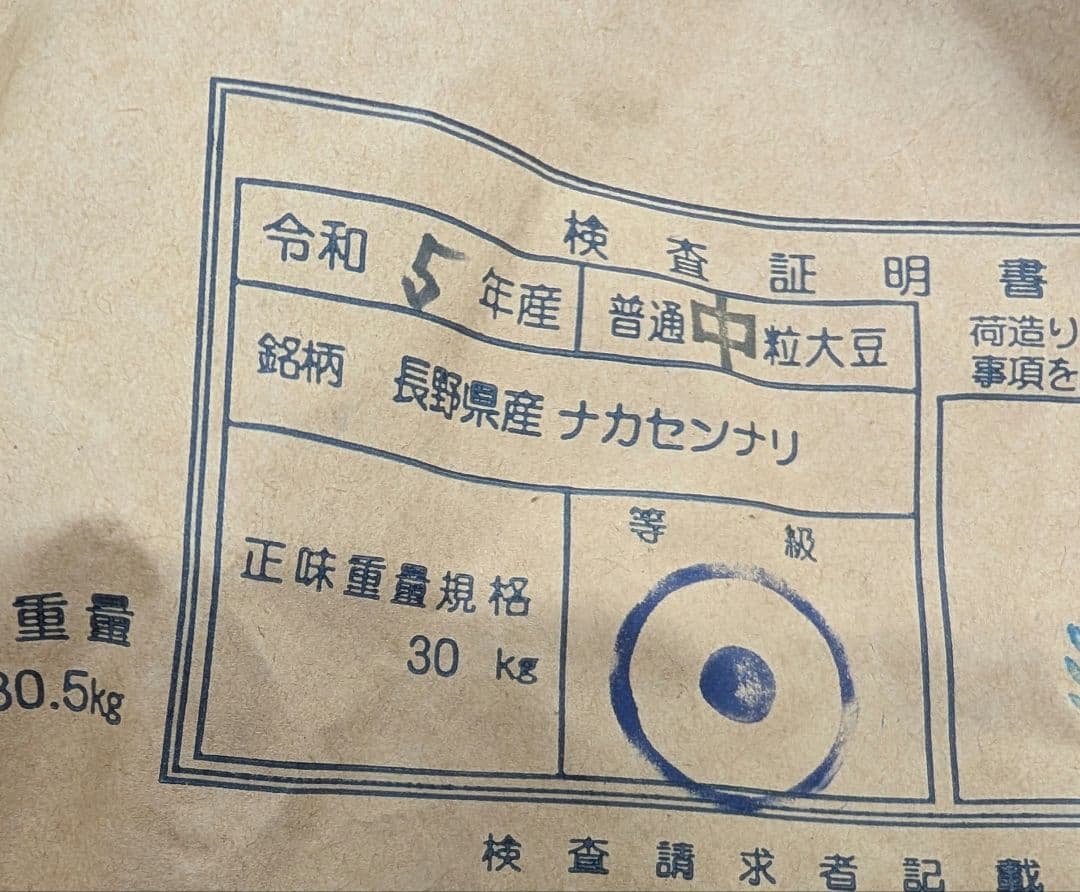 検査証明書
令和5年産
普通中粒大豆
銘柄 長野県産 ナカセンナリ
正味重量規格
30 kg
等級
荷造り
事項を
重量
30.5kg
検査請求者記載